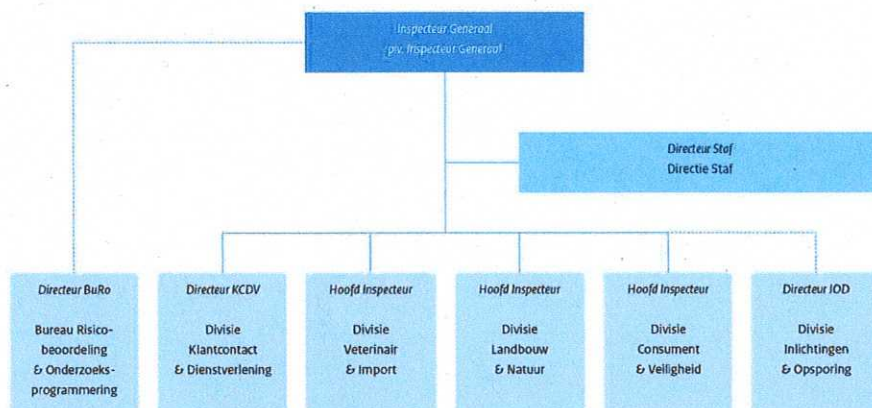 Inspecteur Generaal
plv. Inspecteur Generaal
Directeur Staf
Directie Staf
Directeur BuRo
Bureau Risico-
beoordeling
& Onderzoeks-
programmering
Directeur KCDV
Divisie
Klantcontact
& Dienstverlening
Hoofd Inspecteur
Divisie
Veterinair
& Import
Hoofd Inspecteur
Divisie
Landbouw
& Natuur
Hoofd Inspecteur
Divisie
Consument
& Veiligheid
Directeur IOD
Divisie
Inlichtingen
& Opsporing